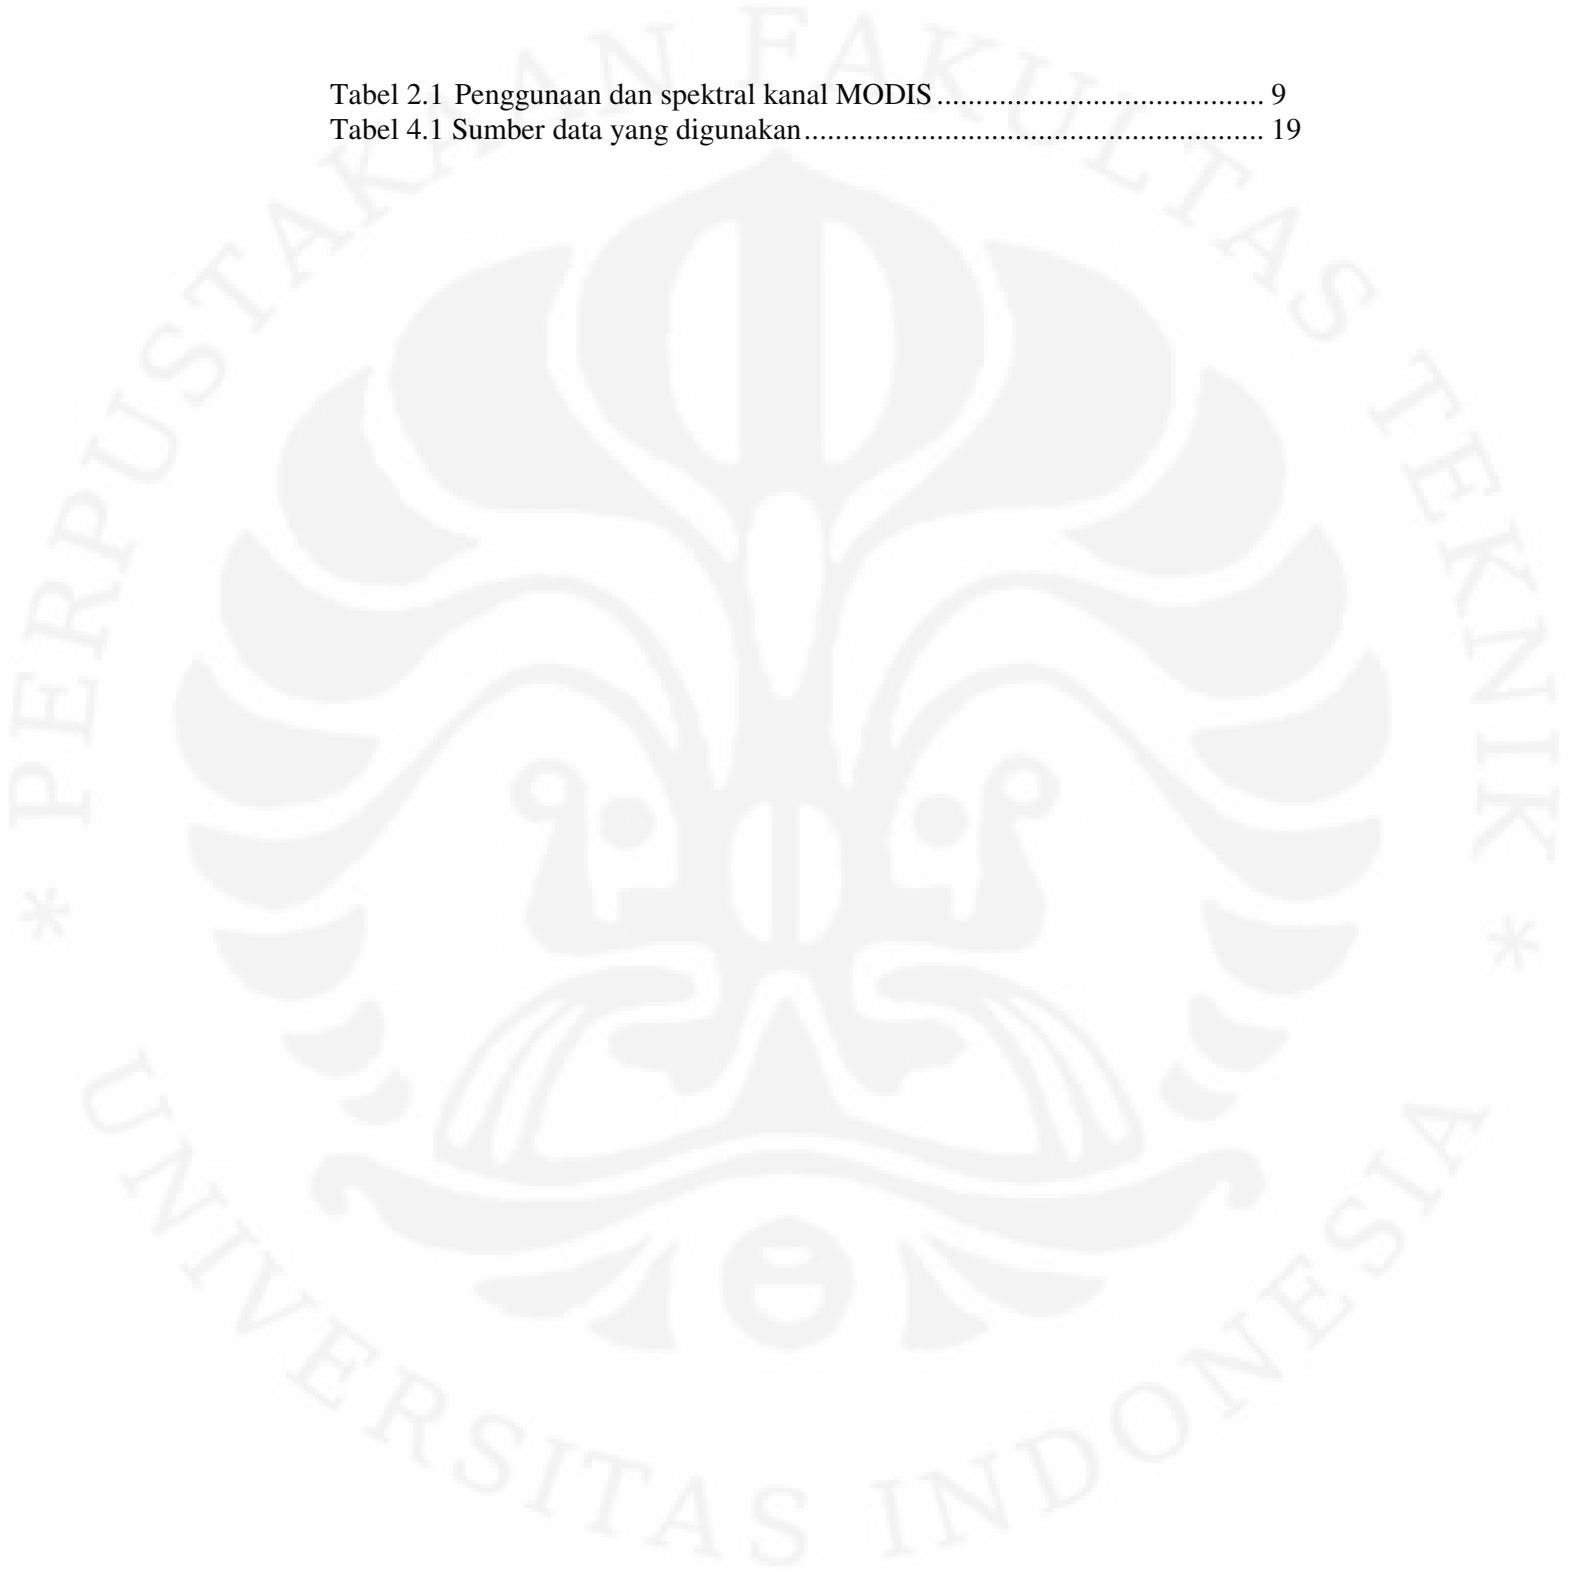 Tabel 2.1 Penggunaan dan spektral kanal MODIS.......................................... 9
Tabel 4.1 Sumber data yang digunakan........................................................... 19
* PERPUSTAKAAN FAKULTAS TEKNIK *
UNIVERSITAS INDONESIA